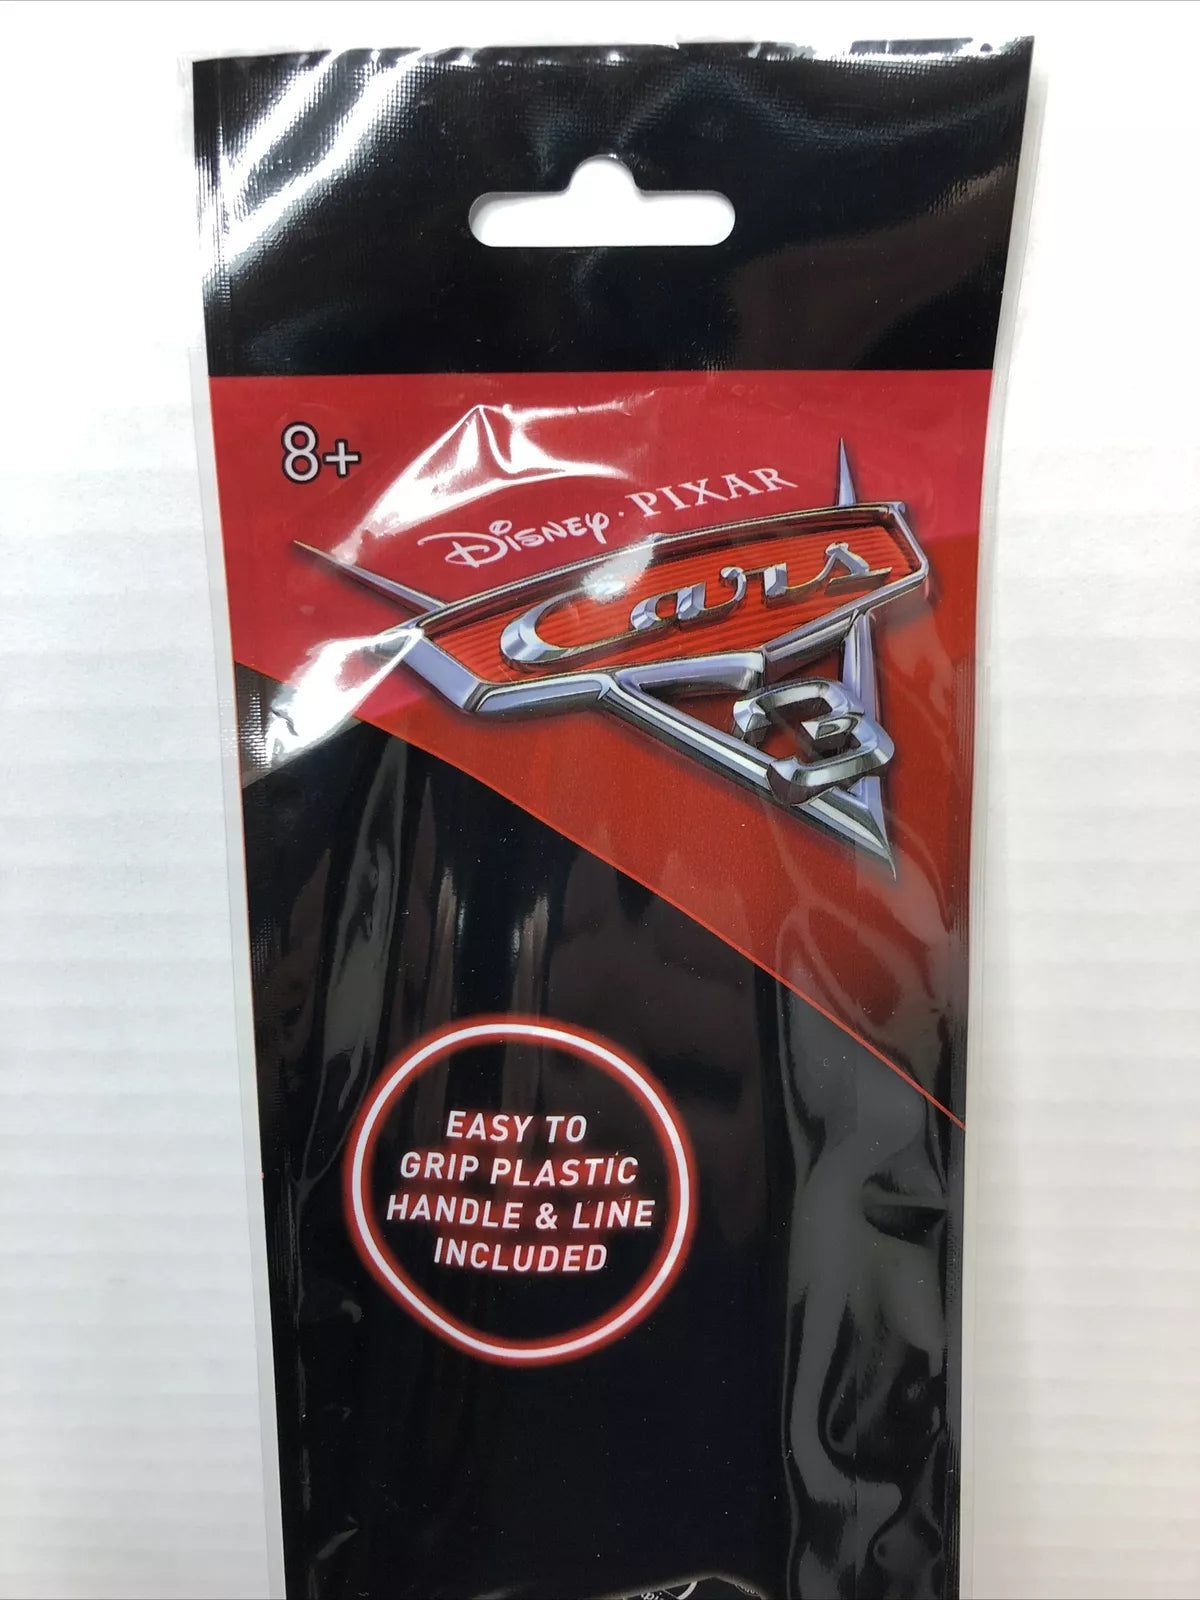 8+
DISNEY · PIXAR
Cars
3
EASY TO
GRIP PLASTIC
HANDLE & LINE
INCLUDED